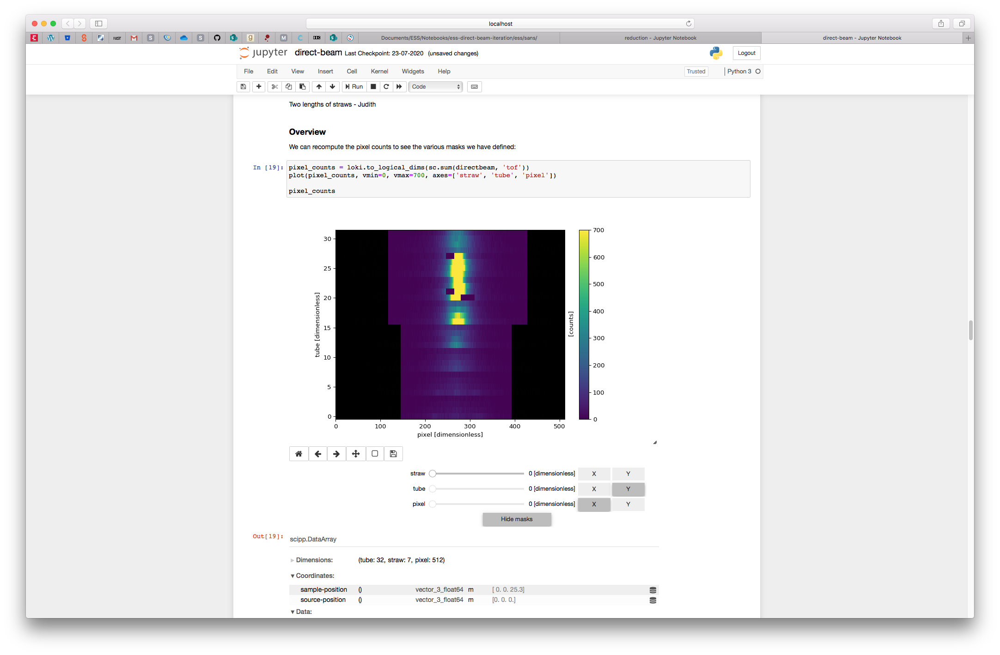 localhost
NIST
M
S
S
S
g
M
C
BBC
S
Documents/ESS/Notebooks/ess-direct-beam-iteration/ess/sans/
reduction - Jupyter Notebook
direct-beam - Jupyter Notebook
jupyter direct-beam Last Checkpoint: 23-07-2020 (unsaved changes)
Logout
File Edit View Insert Cell Kernel Widgets Help
Trusted
Python 3
Run
Code
Two lengths of straws - Judith
Overview
We can recompute the pixel counts to see the various masks we have defined:
In [19]:
pixel_counts = loki.to_logical_dims(sc.sum(directbeam, 'tof'))
plot(pixel_counts, vmin=0, vmax=700, axes=['straw', 'tube', 'pixel'])
pixel_counts
tube [dimensionless]
30
25
20
15
10
5
0
0 100 200 300 400 500
pixel [dimensionless]
[counts]
700
600
500
400
300
200
100
0
straw 0 [dimensionless] X Y
tube 0 [dimensionless] X Y
pixel 0 [dimensionless] X Y
Hide masks
Out[19]:
scipp.DataArray
Dimensions: (tube: 32, straw: 7, pixel: 512)
Coordinates:
sample-position () vector_3_float64 m [ 0. 0. 25.3]
source-position () vector_3_float64 m [0. 0. 0.]
Data: